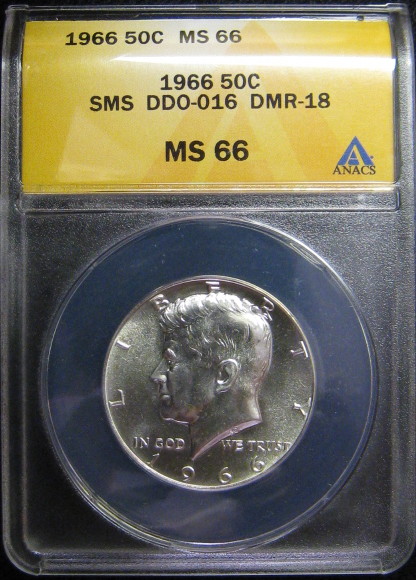 1966 50C MS 66
1966 50C
SMS DDO-016 DMR-18
MS 66
ANACS
LIBERTY
IN GOD WE TRUST
1966